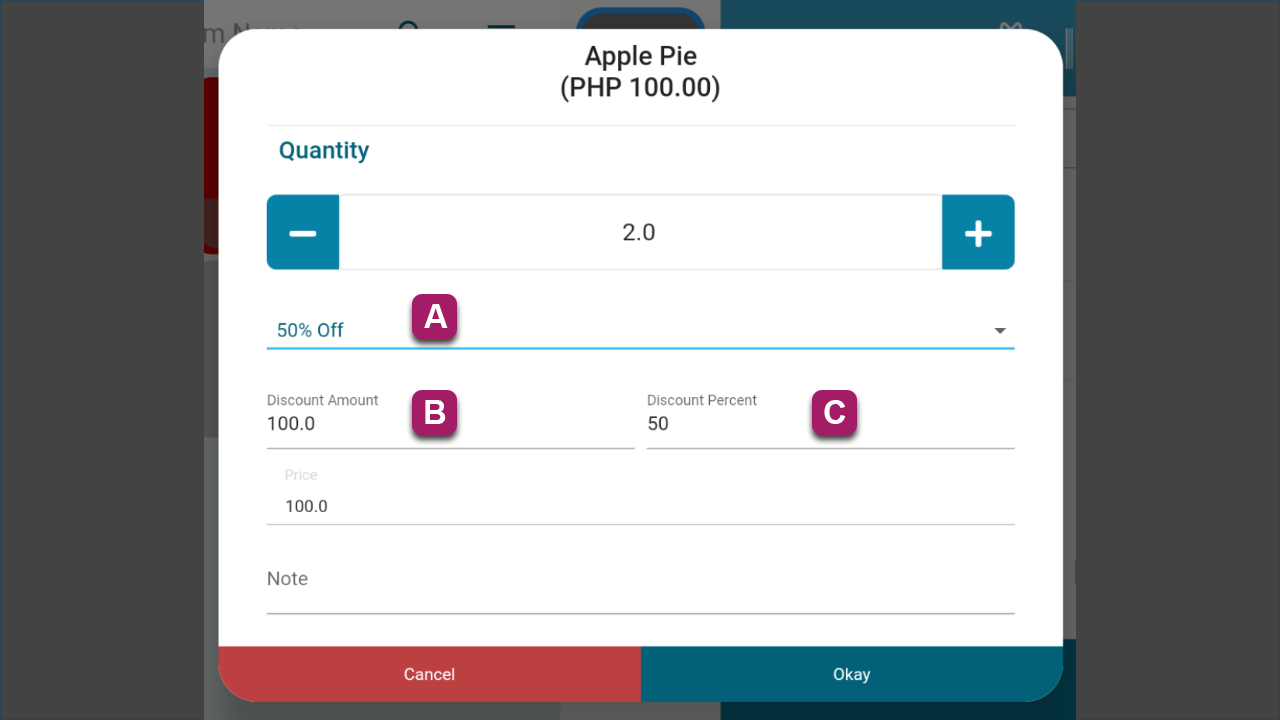 Apple Pie
(PHP 100.00)
Quantity
2.0
50% Off
A
Discount Amount
100.0
B
Discount Percent
50
C
Price
100.0
Note
Cancel
Okay